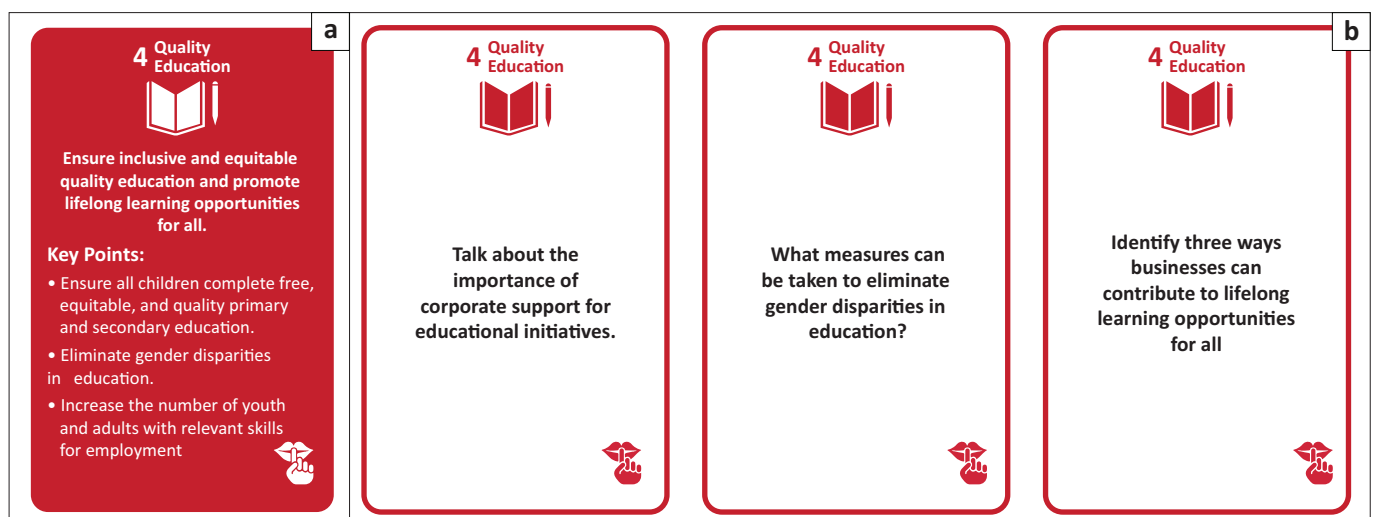 a
4 Quality
Education
Ensure inclusive and equitable
quality education and promote
lifelong learning opportunities
for all.
Key Points:
• Ensure all children complete free,
equitable, and quality primary
and secondary education.
• Eliminate gender disparities
in education.
• Increase the number of youth
and adults with relevant skills
for employment
b
4 Quality
Education
Talk about the
importance of
corporate support for
educational initiatives.
4 Quality
Education
What measures can
be taken to eliminate
gender disparities in
education?
4 Quality
Education
Identify three ways
businesses can
contribute to lifelong
learning opportunities
for all